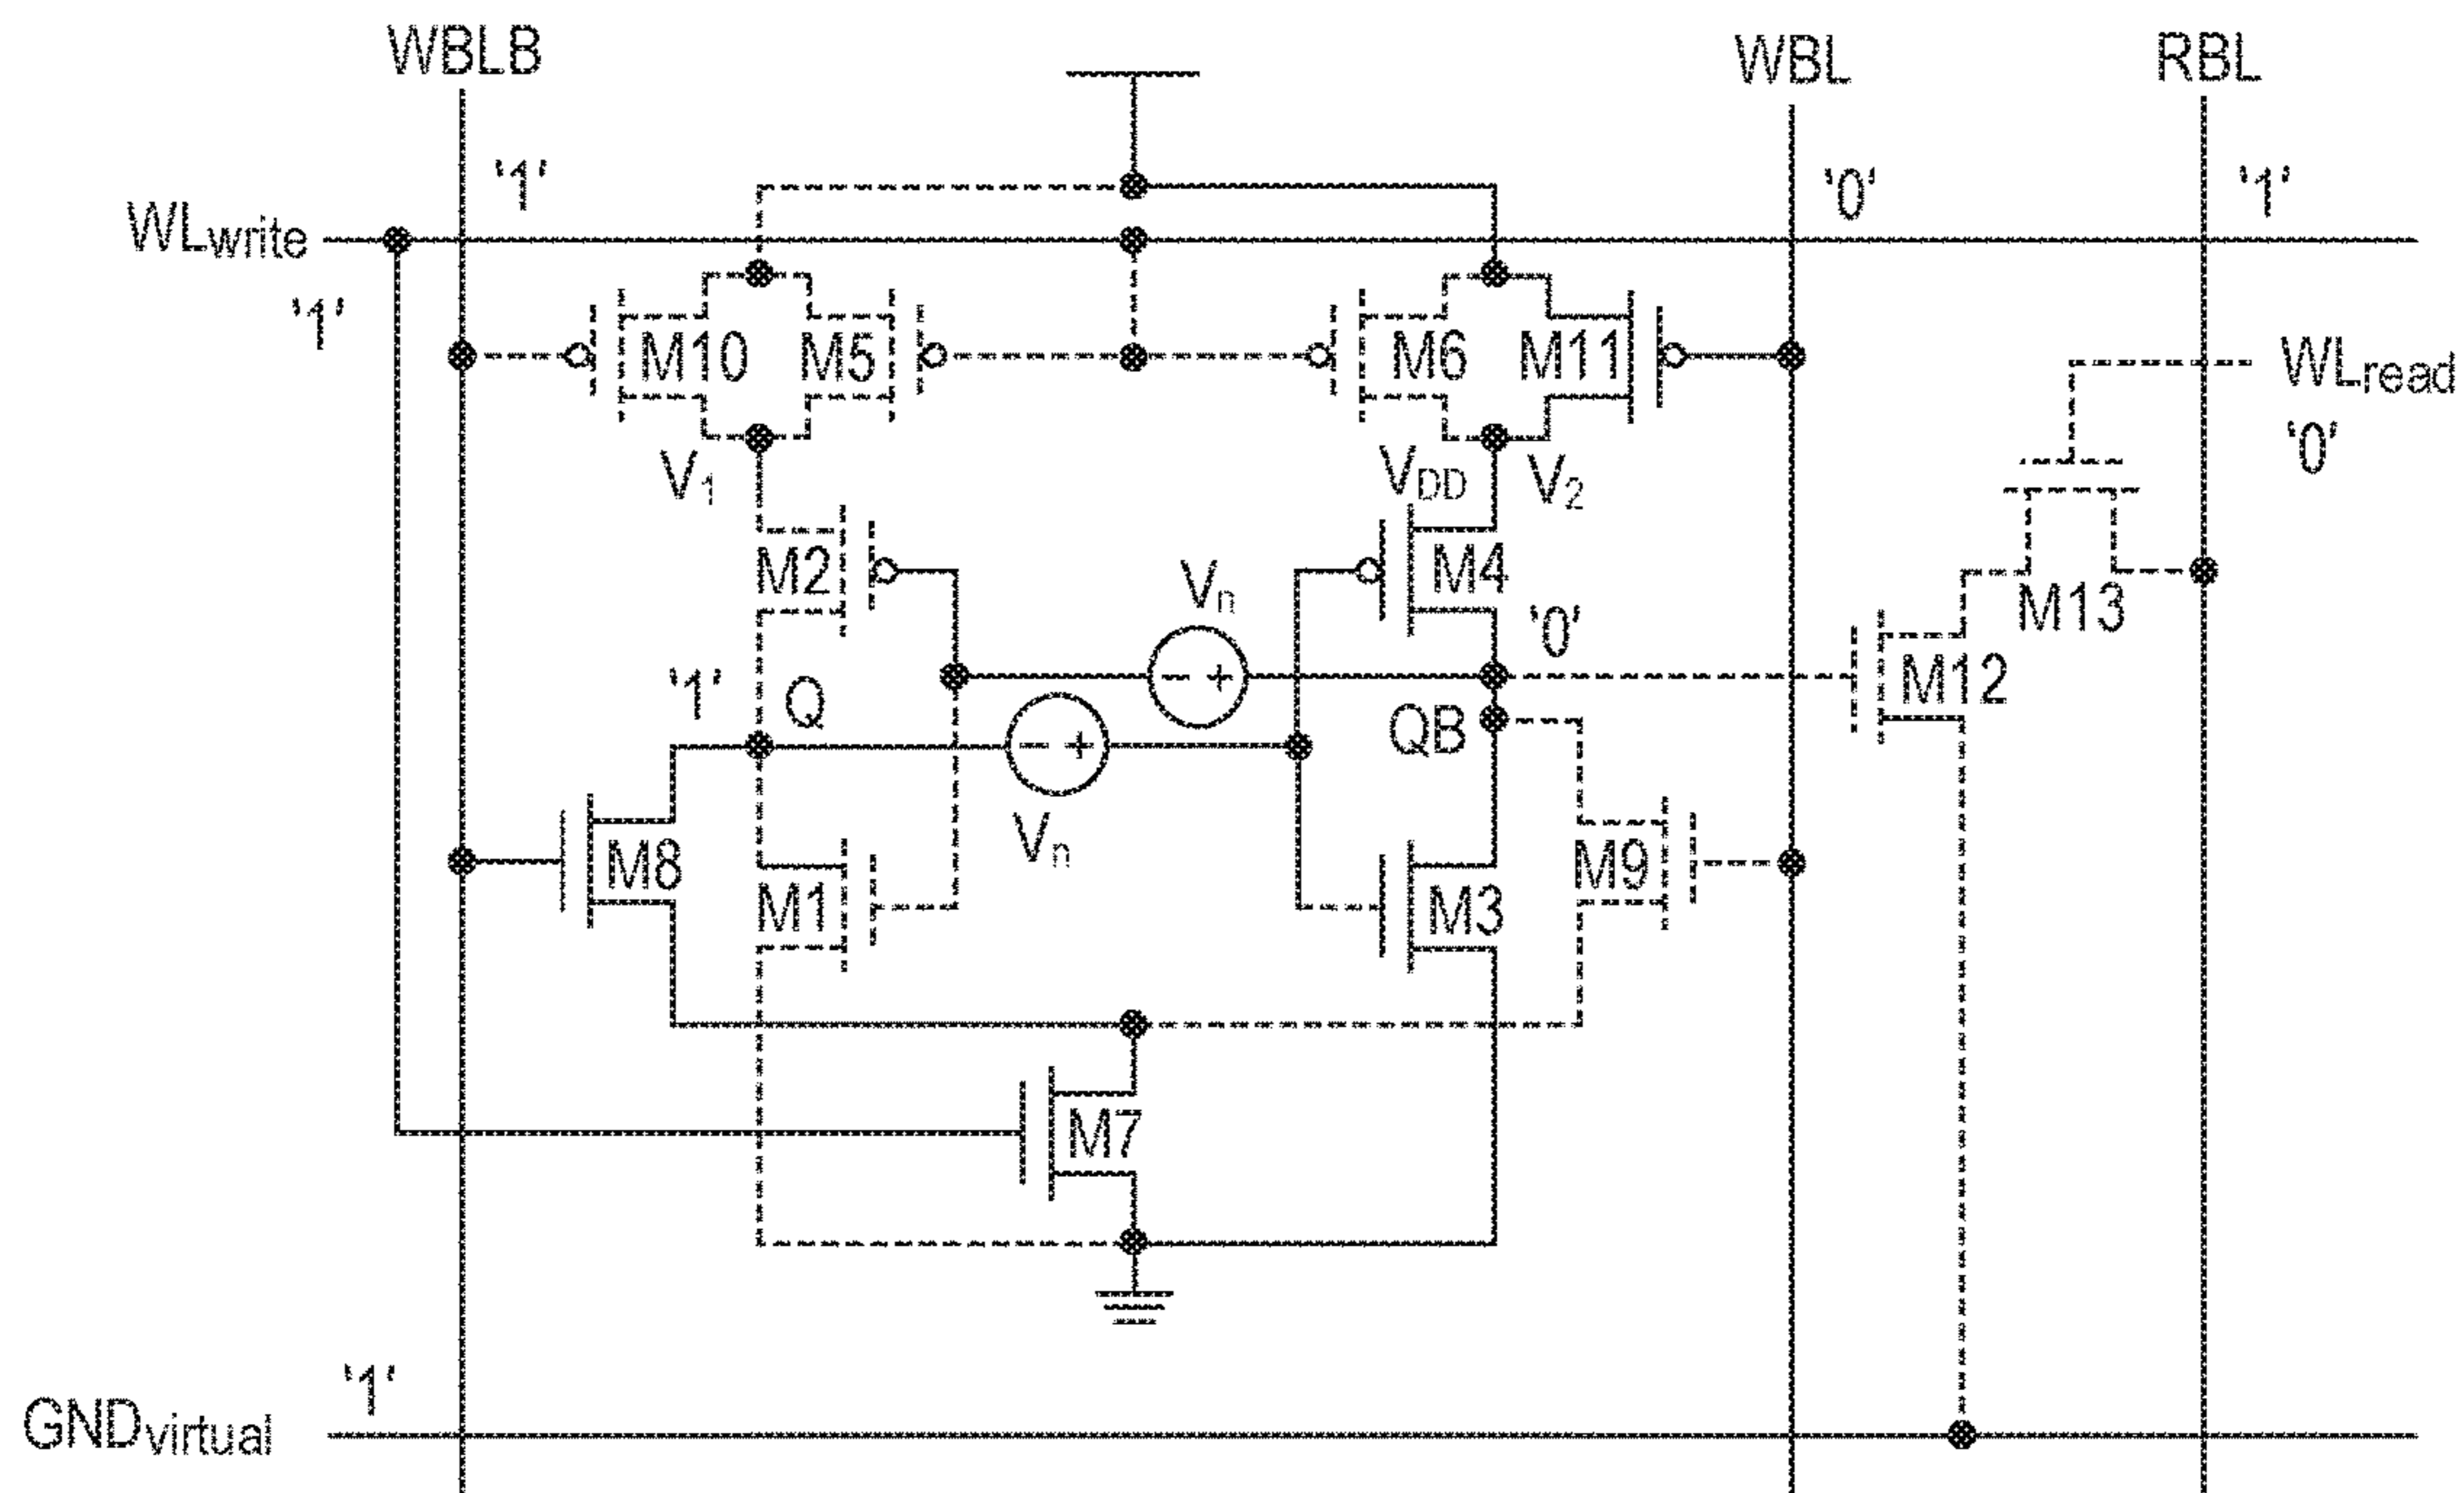 WBLB
WBL
RBL
'1'
'0'
'1'
WLwrite
'1'
M10
M5
M6
M11
WLread
'0'
V1
VDD
V2
M2
M4
M13
Vn
'0'
'1'
Q
M12
QB
Vn
M8
M1
M3
M9
M7
'1'
GNDvirtual
- +
- +